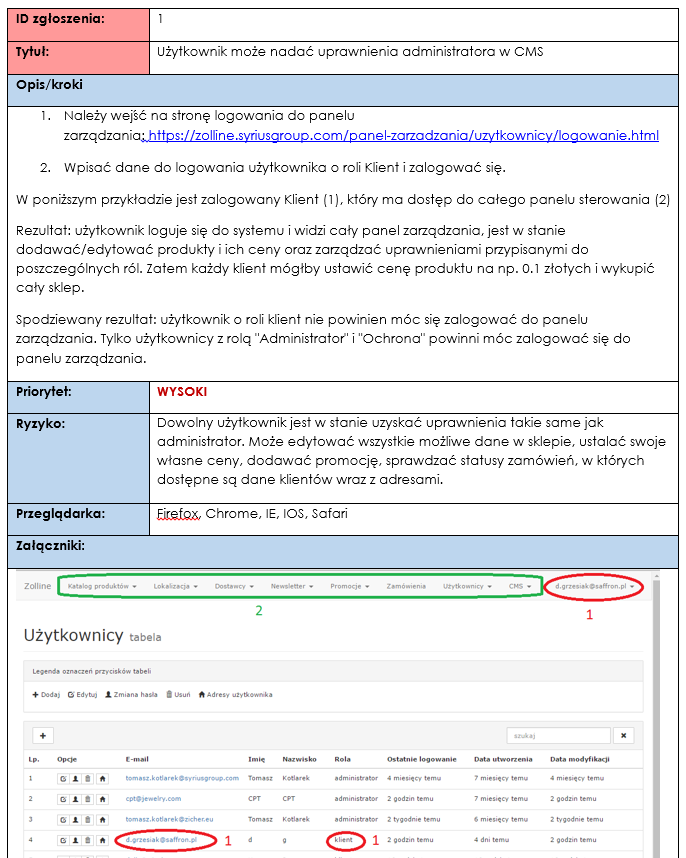 ID zgłoszenia: 1
Tytuł: Użytkownik może nadać uprawnienia administratora w CMS
Opis/kroki
1. Należy wejść na stronę logowania do panelu
zarządzania: https://zolline.syriusgroup.com/panel-zarzadzania/uzytkownicy/logowanie.html
2. Wpisać dane do logowania użytkownika o roli Klient i zalogować się.
W poniższym przykładzie jest zalogowany Klient (1), który ma dostęp do całego panelu sterowania (2)
Rezultat: użytkownik loguje się do systemu i widzi cały panel zarządzania, jest w stanie
dodawać/edytować produkty i ich ceny oraz zarządzać uprawnieniami przypisanymi do
poszczególnych ról. Zatem każdy klient mógłby ustawić cenę produktu na np. 0.1 złotych i wykupić
cały sklep.
Spodziewany rezultat: użytkownik o roli klient nie powinien móc się zalogować do panelu
zarządzania. Tylko użytkownicy z rolą "Administrator" i "Ochrona" powinni móc zalogować się do
panelu zarządzania.
Priorytet: WYSOKI
Ryzyko: Dowolny użytkownik jest w stanie uzyskać uprawnienia takie same jak
administrator. Może edytować wszystkie możliwe dane w sklepie, ustalać swoje
własne ceny, dodawać promocję, sprawdzać statusy zamówień, w których
dostępne są dane klientów wraz z adresami.
Przeglądarka: Firefox, Chrome, IE, IOS, Safari
Załączniki:
Zolline Katalog produktów Lokalizacja Dostawcy Newsletter Promocje Zamówienia Użytkownicy CMS d.grzesiak@saffron.pl
2 1
Użytkownicy tabela
Legenda oznaczeń przycisków tabeli
Dodaj Edytuj Zmiana hasła Usuń Adresy użytkownika
+ szukaj
Lp. Opcje E-mail Imię Nazwisko Rola Ostatnie logowanie Data utworzenia Data modyfikacji
1 tomasz.kotlarek@syriusgroup.com Tomasz Kotlarek administrator 4 miesięcy temu 7 miesięcy temu 4 miesięcy temu
2 cpt@jewelry.com CPT CPT administrator 2 godzin temu 7 miesięcy temu 2 godzin temu
3 tomasz.kotlarek@zicher.eu Tomasz Kotlarek administrator 2 tygodnie temu 6 miesięcy temu 2 tygodnie temu
4 d.grzesiak@saffron.pl 1 d g klient 1 2 godzin temu 4 dni temu 2 godzin temu